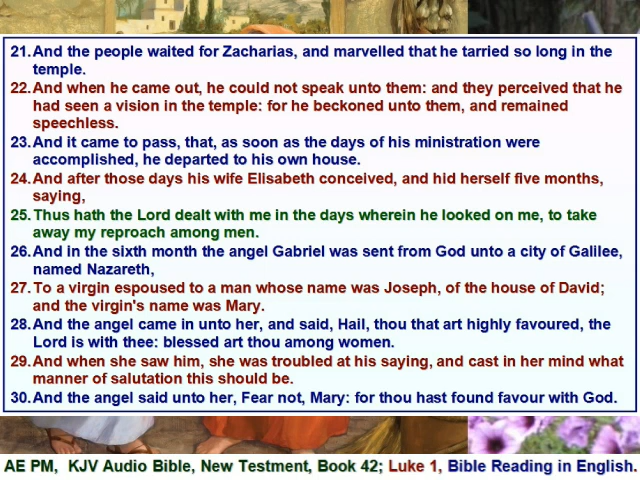 21. And the people waited for Zacharias, and marvelled that he tarried so long in the
temple.
22. And when he came out, he could not speak unto them: and they perceived that he
had seen a vision in the temple: for he beckoned unto them, and remained
speechless.
23. And it came to pass, that, as soon as the days of his ministration were
accomplished, he departed to his own house.
24. And after those days his wife Elisabeth conceived, and hid herself five months,
saying,
25. Thus hath the Lord dealt with me in the days wherein he looked on me, to take
away my reproach among men.
26. And in the sixth month the angel Gabriel was sent from God unto a city of Galilee,
named Nazareth,
27. To a virgin espoused to a man whose name was Joseph, of the house of David;
and the virgin's name was Mary.
28. And the angel came in unto her, and said, Hail, thou that art highly favoured, the
Lord is with thee: blessed art thou among women.
29. And when she saw him, she was troubled at his saying, and cast in her mind what
manner of salutation this should be.
30. And the angel said unto her, Fear not, Mary: for thou hast found favour with God.
AE PM, KJV Audio Bible, New Testment, Book 42; Luke 1, Bible Reading in English.